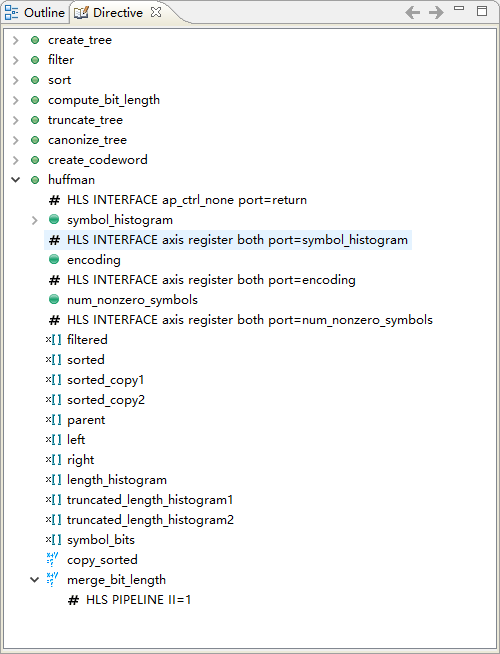 Outline Directive
create_tree
filter
sort
compute_bit_length
truncate_tree
canonize_tree
create_codeword
huffman
# HLS INTERFACE ap_ctrl_none port=return
symbol_histogram
# HLS INTERFACE axis register both port=symbol_histogram
encoding
# HLS INTERFACE axis register both port=encoding
num_nonzero_symbols
# HLS INTERFACE axis register both port=num_nonzero_symbols
x[] filtered
x[] sorted
x[] sorted_copy1
x[] sorted_copy2
x[] parent
x[] left
x[] right
x[] length_histogram
x[] truncated_length_histogram1
x[] truncated_length_histogram2
x[] symbol_bits
copy_sorted
merge_bit_length
# HLS PIPELINE II=1